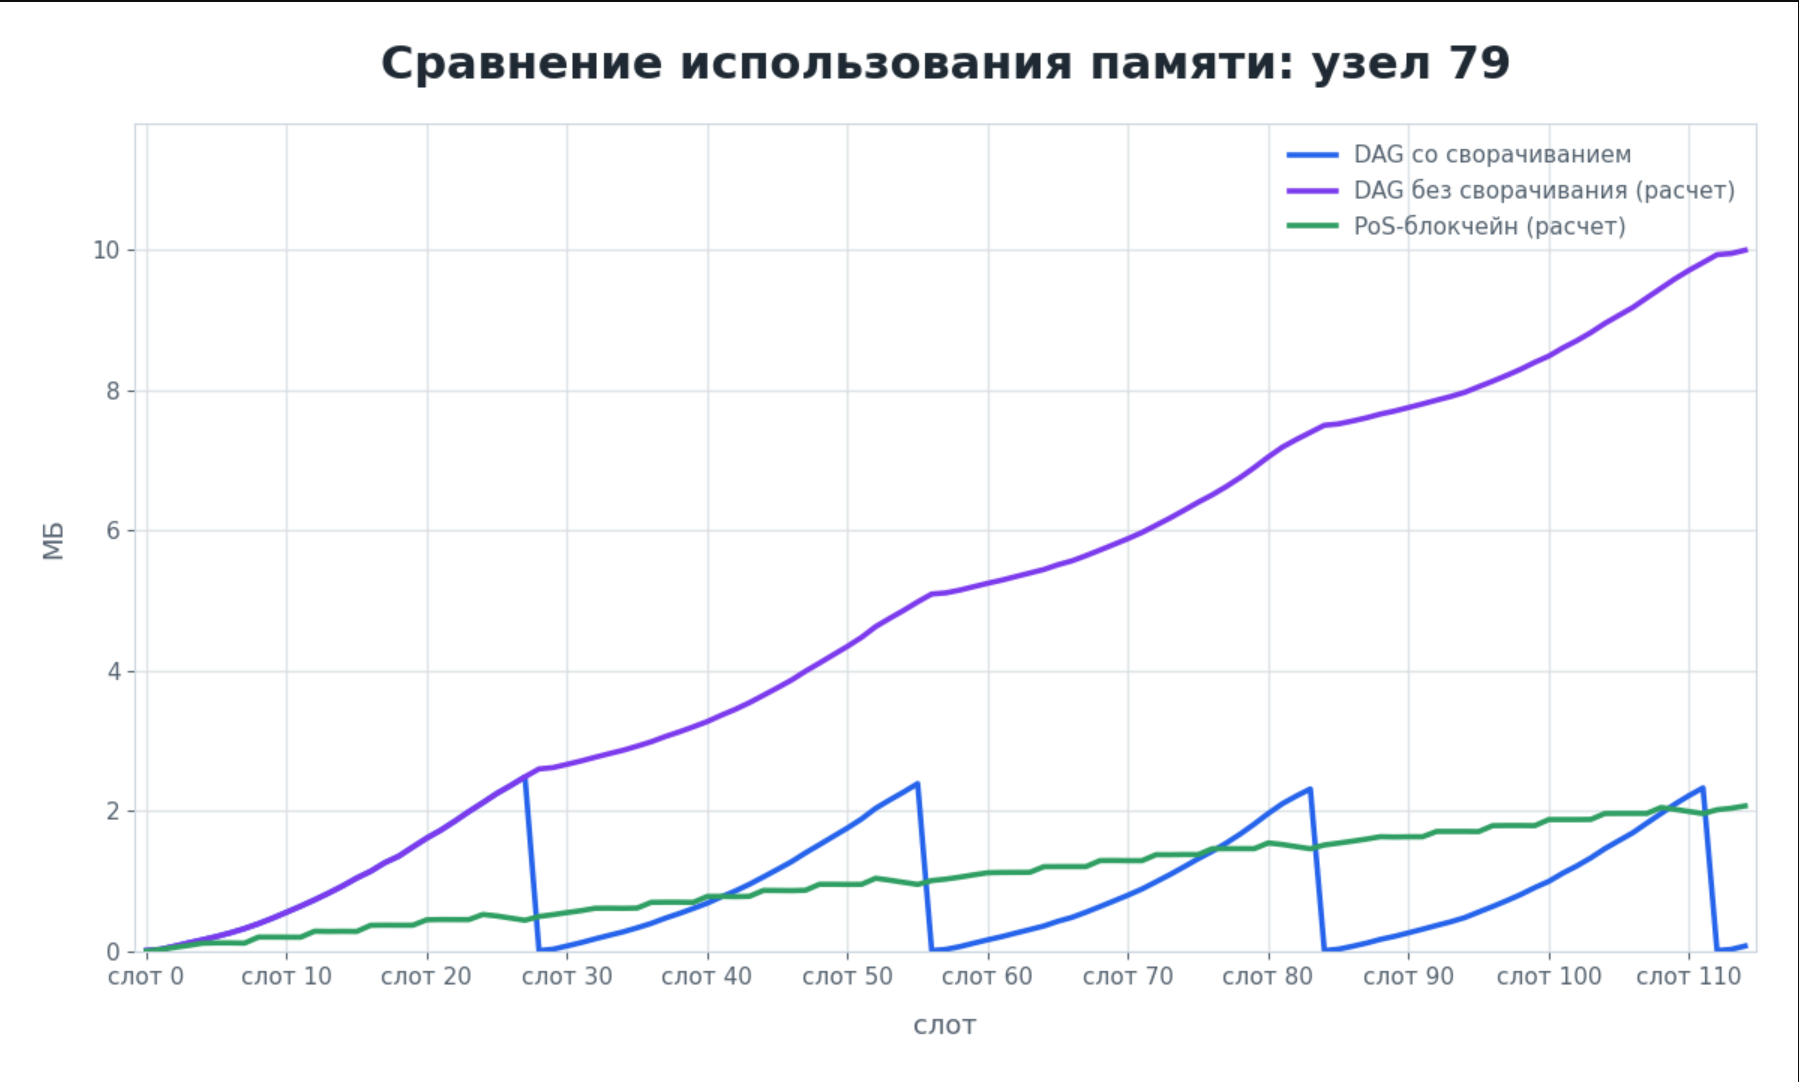 Сравнение использования памяти: узел 79
DAG со сворачиванием
DAG без сворачивания (расчет)
PoS-блокчейн (расчет)
МБ
10
8
6
4
2
0
слот 0 слот 10 слот 20 слот 30 слот 40 слот 50 слот 60 слот 70 слот 80 слот 90 слот 100 слот 110
слот